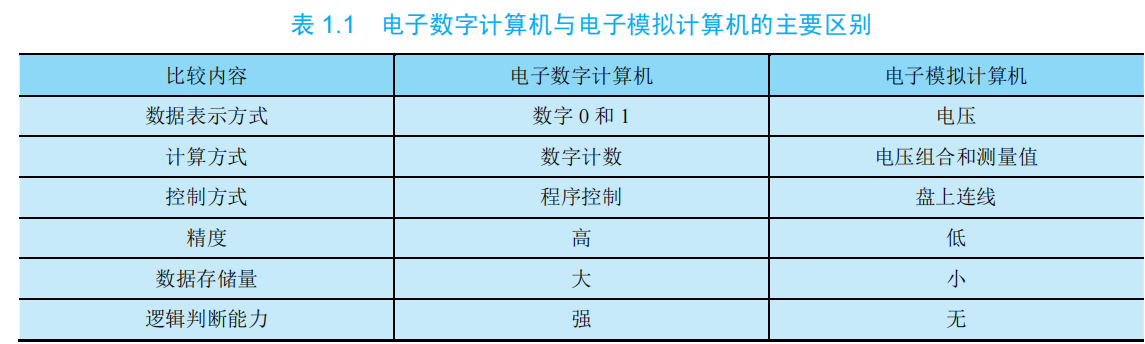 表 1.1 电子数字计算机与电子模拟计算机的主要区别
比较内容 电子数字计算机 电子模拟计算机
数据表示方式 数字 0 和 1 电压
计算方式 数字计数 电压组合和测量值
控制方式 程序控制 盘上连线
精度 高 低
数据存储量 大 小
逻辑判断能力 强 无